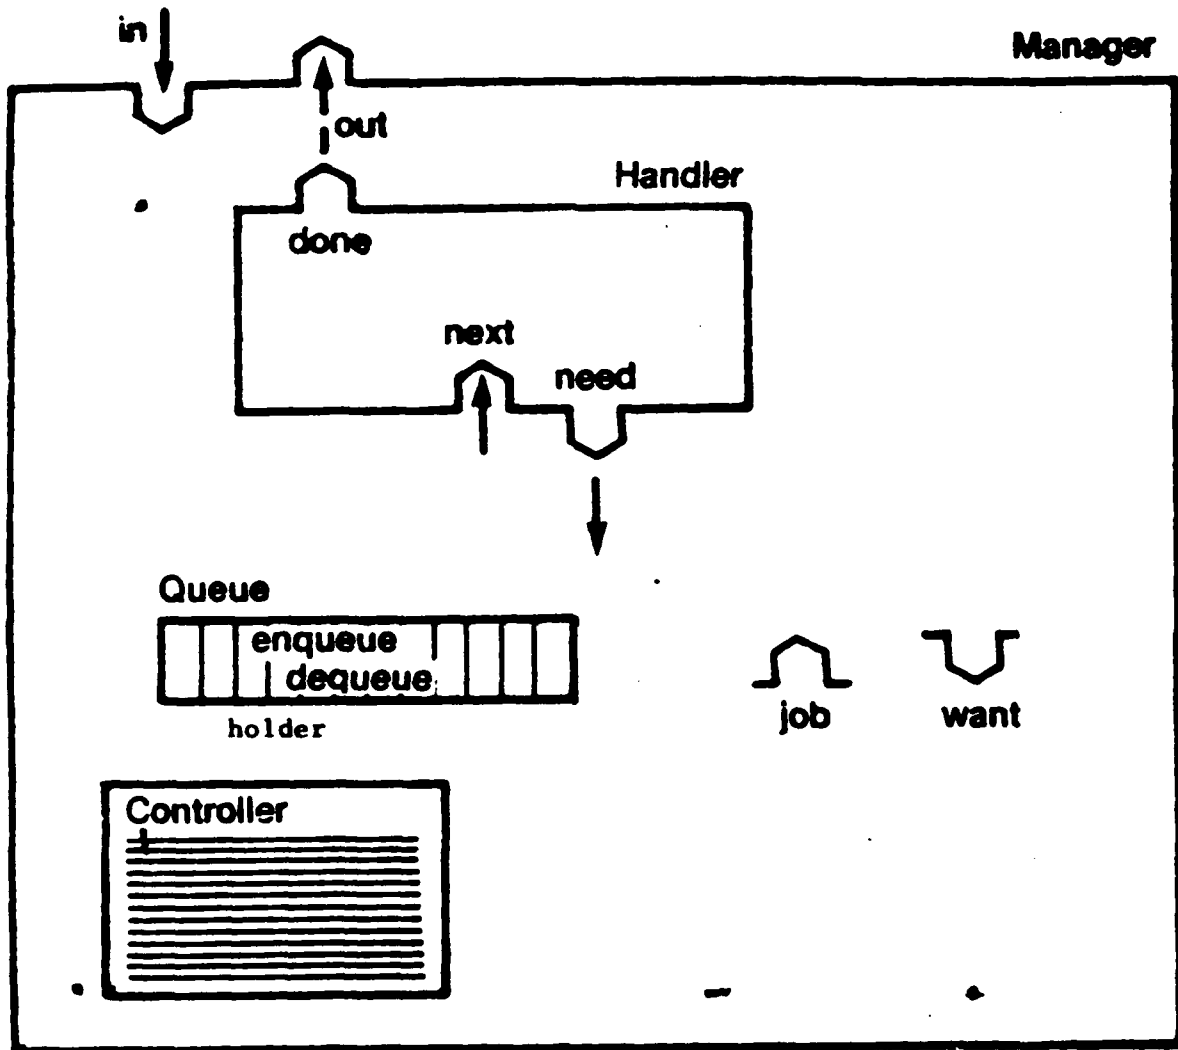 in
Manager
out
Handler
done
next
need
Queue
enqueue
dequeue
holder
job
want
Controller